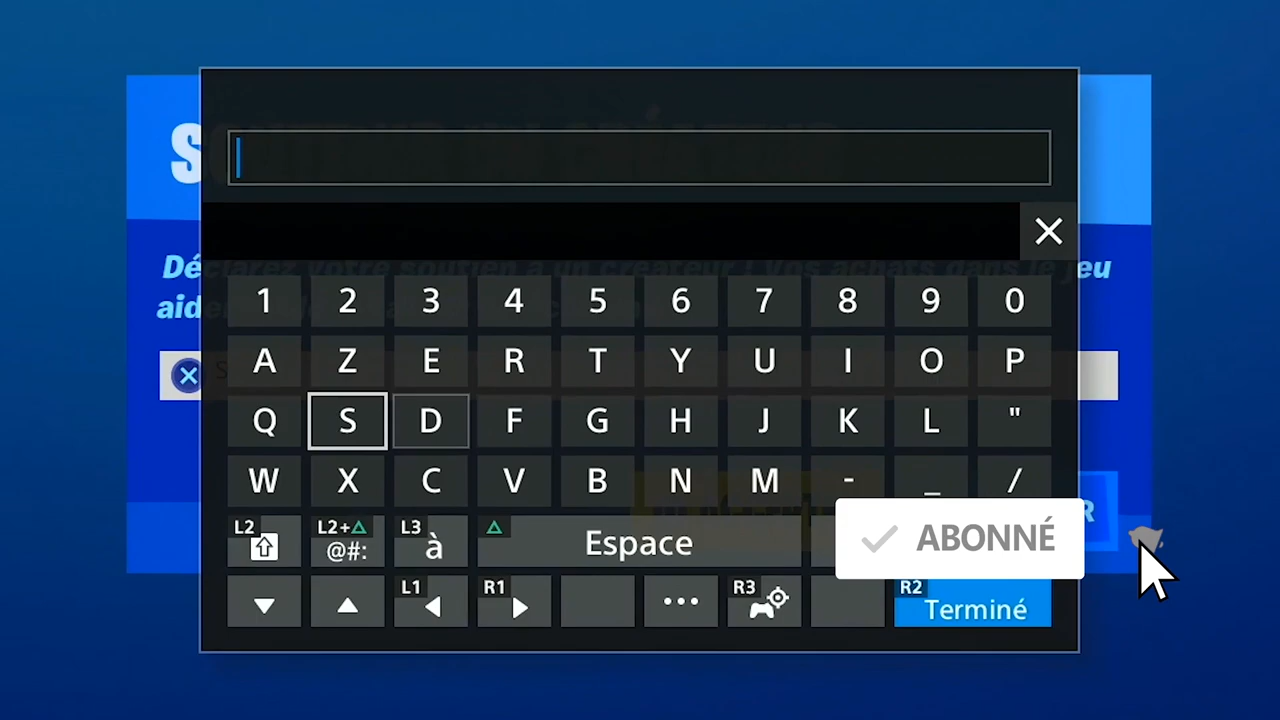 S
Déclarez votre soutien à un créateur ! Vos achats dans le jeu
aide
1 2 3 4 5 6 7 8 9 0
A Z E R T Y U I O P
S
Q S D F G H J K L "
W X C V B N M - _ /
R
L2 L2+△ @#: L3 à △ Espace
ABONNÉ
L1 R1 ... R3 R2 Terminé